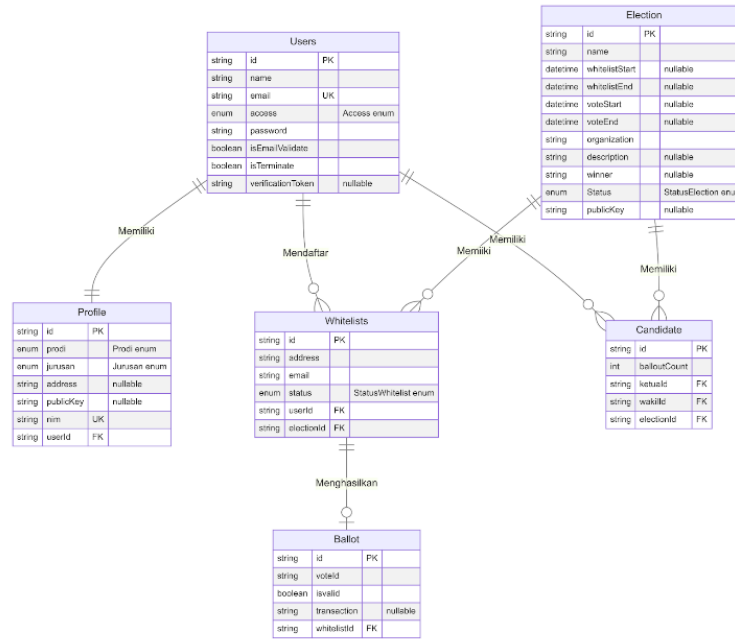 Users
string id PK
string name
string email UK
enum access Access enum
string password
boolean isEmailValidate
boolean isTerminate
string verificationToken nullable
Election
string id PK
string name
datetime whitelistStart nullable
datetime whitelistEnd nullable
datetime voteStart nullable
datetime voteEnd nullable
string organization
string description nullable
string winner nullable
enum Status StatusElection enu
string publicKey nullable
Memiliki
Mendaftar
Memiliki
Memiliki
Memiliki
Profile
string id PK
enum prodi Prodi enum
enum jurusan Jurusan enum
string address nullable
string publicKey nullable
string nim UK
string userId FK
Whitelists
string id PK
string address
string email
enum status StatusWhitelist enum
string userId FK
string electionId FK
Candidate
string id PK
int balloutCount
string ketuaId FK
string wakilId FK
string electionId FK
Menghasilkan
Ballot
string id PK
string voteId
boolean isvalid
string transaction nullable
string whitelistId FK